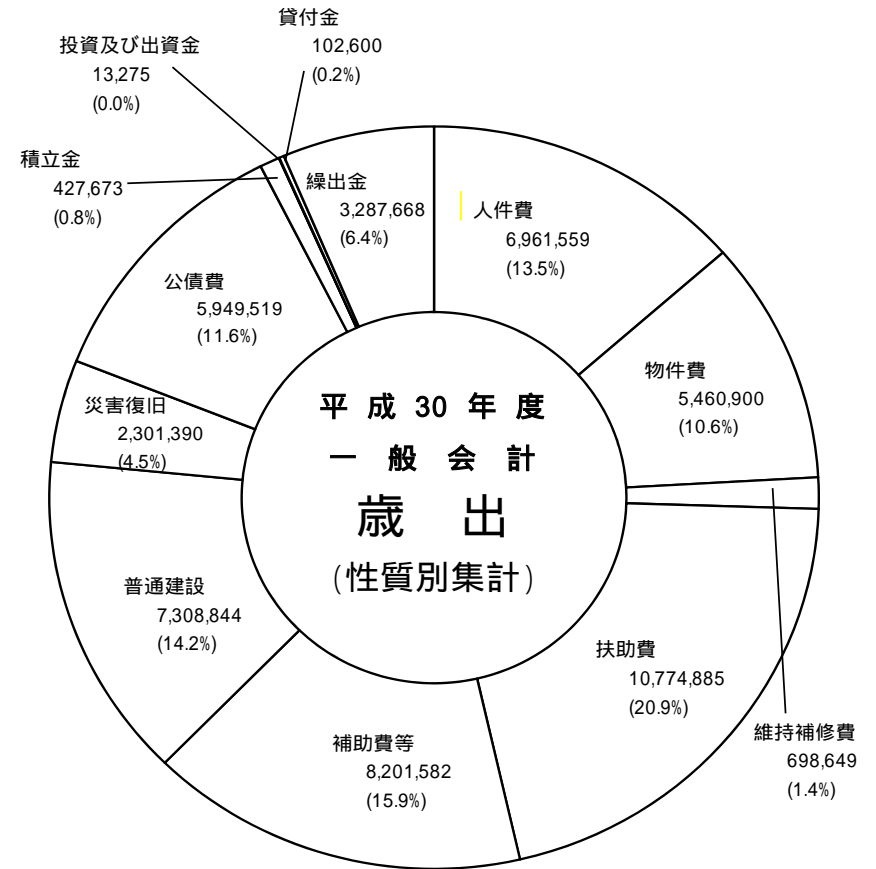 貸付金
102,600
(0.2%)
投資及び出資金
13,275
(0.0%)
積立金
427,673
(0.8%)
繰出金
3,287,668
(6.4%)
人件費
6,961,559
(13.5%)
公債費
5,949,519
(11.6%)
物件費
5,460,900
(10.6%)
災害復旧
2,301,390
(4.5%)
平成30年度
一般会計
歳出
(性質別集計)
普通建設
7,308,844
(14.2%)
扶助費
10,774,885
(20.9%)
維持補修費
698,649
(1.4%)
補助費等
8,201,582
(15.9%)